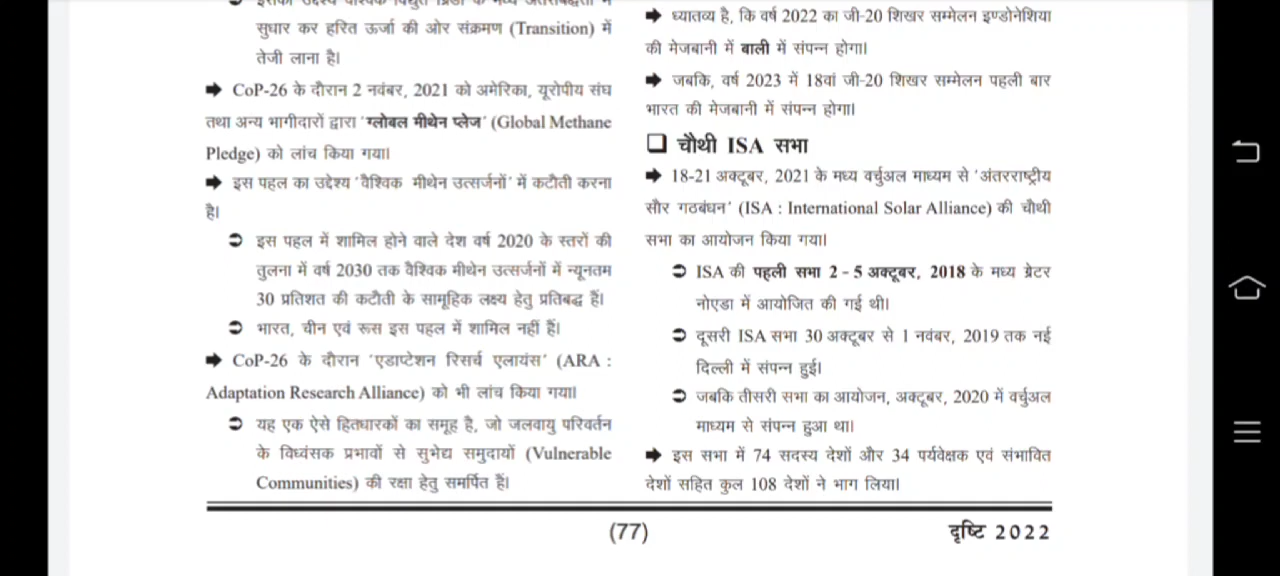 सुधार कर हरित ऊर्जा की ओर संक्रमण (Transition) में
तेजी लाना है।
➡ CoP-26 के दौरान 2 नवंबर, 2021 को अमेरिका, यूरोपीय संघ
तथा अन्य भागीदारों द्वारा ‘ग्लोबल मीथेन प्लेज’ (Global Methane
Pledge) को लांच किया गया।
➡ इस पहल का उद्देश्य ‘वैश्विक मीथेन उत्सर्जनों’ में कटौती करना
है।
➲ इस पहल में शामिल होने वाले देश वर्ष 2020 के स्तरों की
तुलना में वर्ष 2030 तक वैश्विक मीथेन उत्सर्जनों में न्यूनतम
30 प्रतिशत की कटौती के सामूहिक लक्ष्य हेतु प्रतिबद्ध हैं।
➲ भारत, चीन एवं रूस इस पहल में शामिल नहीं हैं।
➡ CoP-26 के दौरान ‘एडाप्टेशन रिसर्च एलायंस’ (ARA :
Adaptation Research Alliance) को भी लांच किया गया।
➲ यह एक ऐसे हितधारकों का समूह है, जो जलवायु परिवर्तन
के विध्वंसक प्रभावों से सुभेद्य समुदायों (Vulnerable
Communities) की रक्षा हेतु समर्पित हैं।
➡ ध्यातव्य है, कि वर्ष 2022 का जी-20 शिखर सम्मेलन इण्डोनेशिया
की मेजबानी में बाली में संपन्न होगा।
➡ जबकि, वर्ष 2023 में 18वां जी-20 शिखर सम्मेलन पहली बार
भारत की मेजबानी में संपन्न होगा।
❑ चौथी ISA सभा
➡ 18-21 अक्टूबर, 2021 के मध्य वर्चुअल माध्यम से ‘अंतरराष्ट्रीय
सौर गठबंधन’ (ISA : International Solar Alliance) की चौथी
सभा का आयोजन किया गया।
➲ ISA की पहली सभा 2 - 5 अक्टूबर, 2018 के मध्य ग्रेटर
नोएडा में आयोजित की गई थी।
➲ दूसरी ISA सभा 30 अक्टूबर से 1 नवंबर, 2019 तक नई
दिल्ली में संपन्न हुई।
➲ जबकि तीसरी सभा का आयोजन, अक्टूबर, 2020 में वर्चुअल
माध्यम से संपन्न हुआ था।
➡ इस सभा में 74 सदस्य देशों और 34 पर्यवेक्षक एवं संभावित
देशों सहित कुल 108 देशों ने भाग लिया।
(77)
दृष्टि 2022